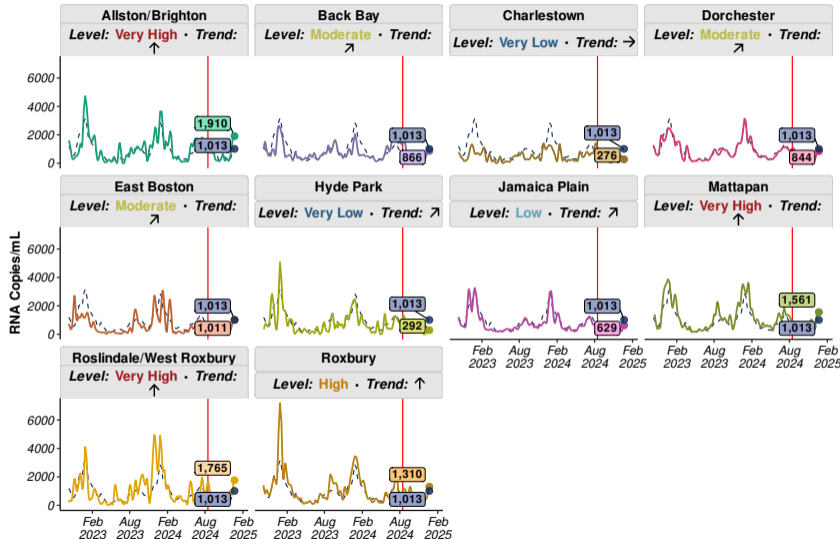 Allston/Brighton
Level: Very High · Trend:
↑
Back Bay
Level: Moderate · Trend:
↗
Charlestown
Level: Very Low · Trend: →
Dorchester
Level: Moderate · Trend:
↗
6000
4000
2000
0
1,910
1,013
1,013
866
1,013
276
1,013
844
East Boston
Level: Moderate · Trend:
↗
Hyde Park
Level: Very Low · Trend: ↗
Jamaica Plain
Level: Low · Trend: ↗
Mattapan
Level: Very High · Trend:
↑
RNA Copies/mL
6000
4000
2000
0
1,013
1,011
1,013
292
1,013
629
1,561
1,013
Feb 2023
Aug 2023
Feb 2024
Aug 2024
Feb 2025
Feb 2023
Aug 2023
Feb 2024
Aug 2024
Feb 2025
Roslindale/West Roxbury
Level: Very High · Trend:
↑
Roxbury
Level: High · Trend: ↑
6000
4000
2000
0
1,765
1,013
1,310
1,013
Feb 2023
Aug 2023
Feb 2024
Aug 2024
Feb 2025
Feb 2023
Aug 2023
Feb 2024
Aug 2024
Feb 2025